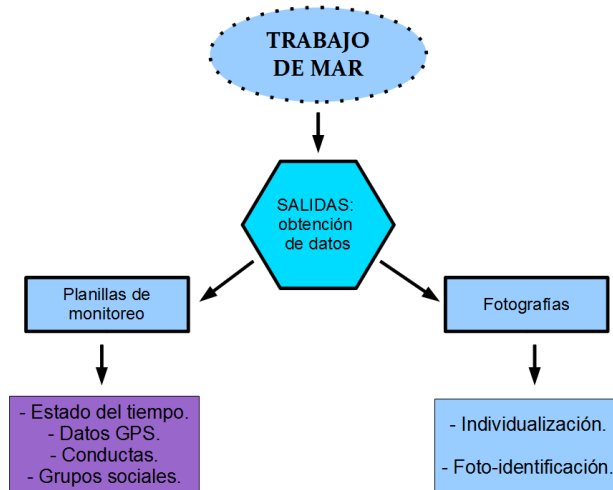 TRABAJO
DE MAR
SALIDAS:
obtención
de datos
Planillas de
monitoreo
Fotografías
- Estado del tiempo.
- Datos GPS.
- Conductas.
- Grupos sociales.
- Individualización.
- Foto-identificación.